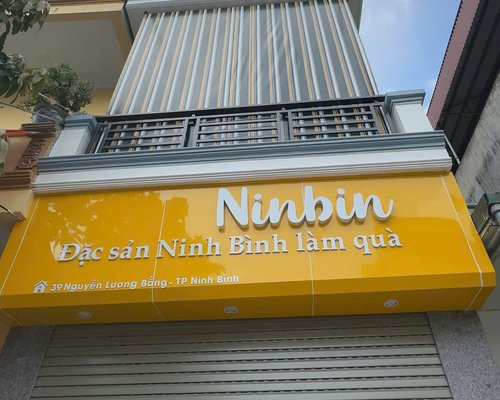 Ninbin
Đặc sản Ninh Bình làm quà
39 Nguyễn Lương Bằng - TP Ninh Bình